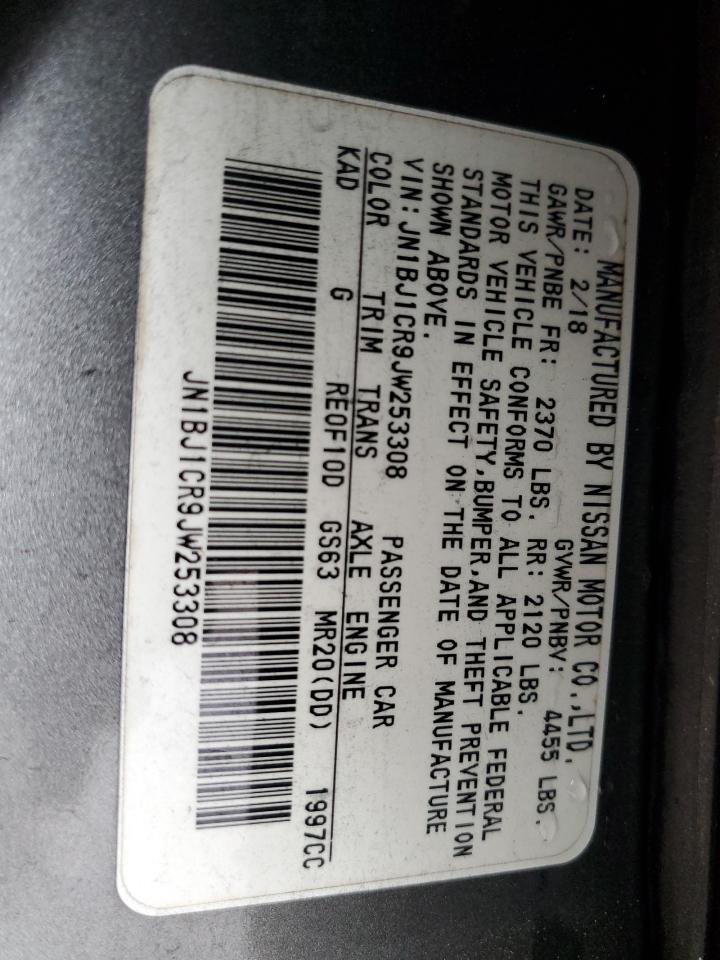 MANUFACTURED BY NISSAN MOTOR CO.,LTD.
DATE: 2/18 GVWR/PNBV: 4455 LBS.
GAWR/PNBE FR: 2370 LBS. RR: 2120 LBS.
THIS VEHICLE CONFORMS TO ALL APPLICABLE FEDERAL
MOTOR VEHICLE SAFETY,BUMPER,AND THEFT PREVENTION
STANDARDS IN EFFECT ON THE DATE OF MANUFACTURE
SHOWN ABOVE.
VIN: JN1BJ1CR9JW253308 PASSENGER CAR
COLOR TRIM TRANS AXLE ENGINE
KAD G RE0F10D GS63 MR20(DD) 1997CC
JN1BJ1CR9JW253308